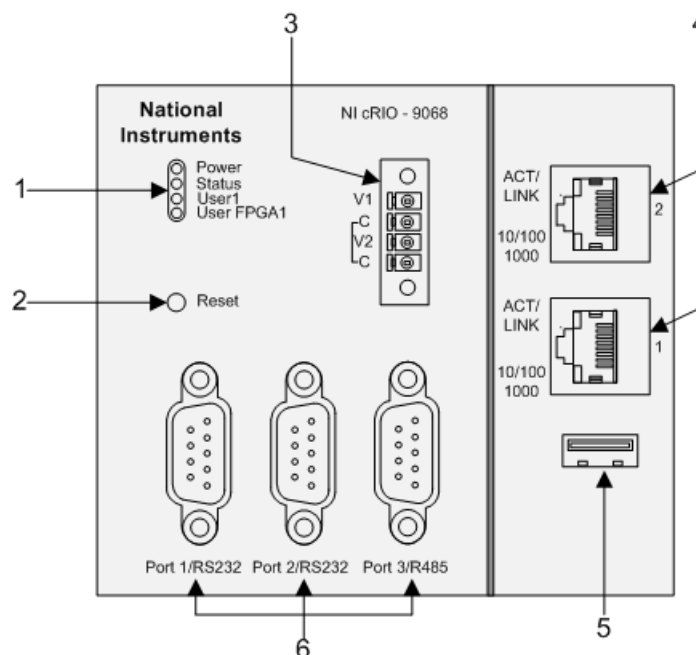 3
4
National
Instruments
NI cRIO - 9068
1
Power
Status
User1
User FPGA1
V1
C
V2
C
2
Reset
ACT/
LINK
10/100
1000
2
ACT/
LINK
10/100
1000
1
Port 1/RS232 Port 2/RS232 Port 3/R485
5
6